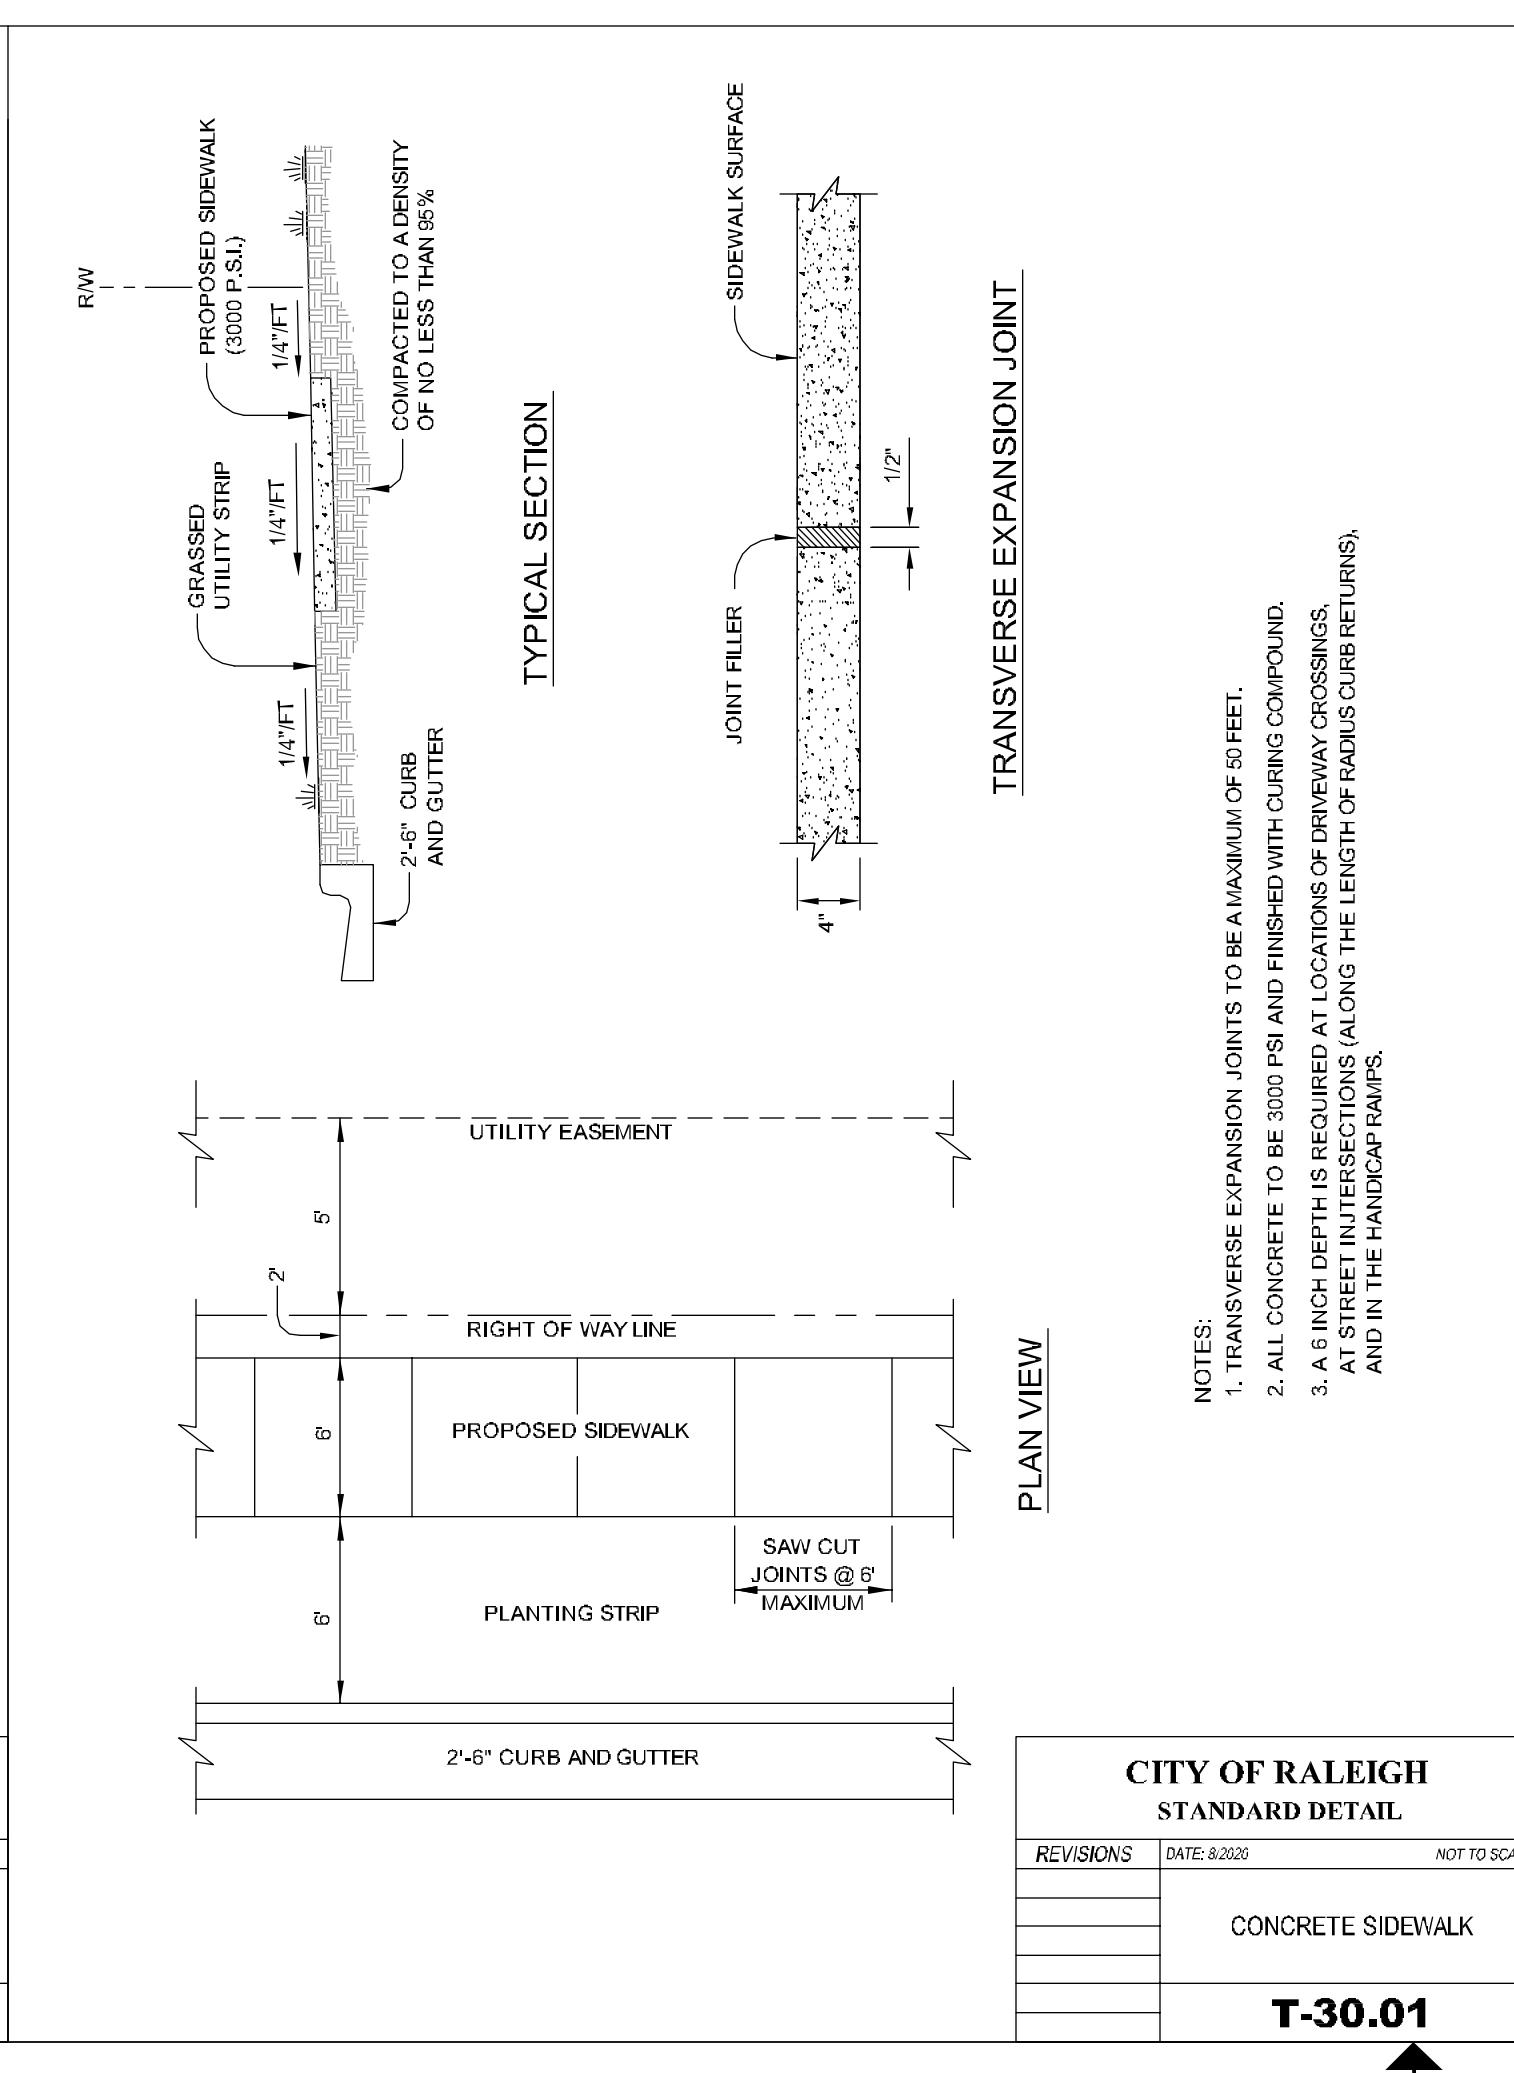 R/W
PROPOSED SIDEWALK
(3000 P.S.I.)
1/4"/FT
GRASSED
UTILITY STRIP
1/4"/FT
1/4"/FT
COMPACTED TO A DENSITY
OF NO LESS THAN 95%
2'-6" CURB
AND GUTTER
TYPICAL SECTION
SIDEWALK SURFACE
JOINT FILLER
1/2"
4"
TRANSVERSE EXPANSION JOINT
UTILITY EASEMENT
5'
2'
RIGHT OF WAY LINE
6'
PROPOSED SIDEWALK
SAW CUT
JOINTS @ 6'
MAXIMUM
6'
PLANTING STRIP
2'-6" CURB AND GUTTER
PLAN VIEW
NOTES:
1. TRANSVERSE EXPANSION JOINTS TO BE A MAXIMUM OF 50 FEET.
2. ALL CONCRETE TO BE 3000 PSI AND FINISHED WITH CURING COMPOUND.
3. A 6 INCH DEPTH IS REQUIRED AT LOCATIONS OF DRIVEWAY CROSSINGS,
AT STREET INJTERSECTIONS (ALONG THE LENGTH OF RADIUS CURB RETURNS),
AND IN THE HANDICAP RAMPS.
CITY OF RALEIGH
STANDARD DETAIL
REVISIONS
DATE: 8/2020
NOT TO SCA
CONCRETE SIDEWALK
T-30.01